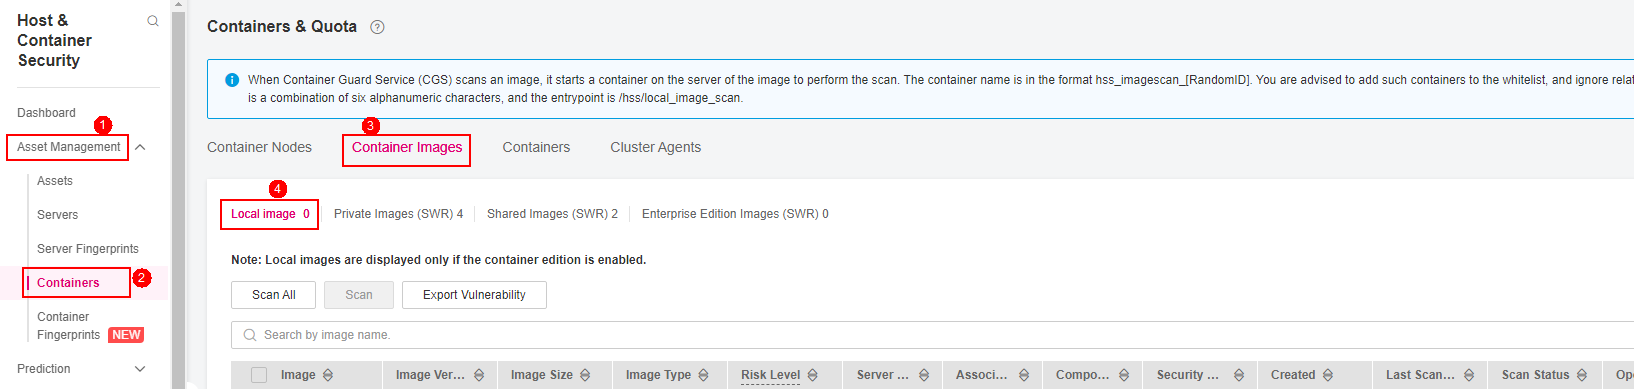 Host &
Container
Security
Dashboard
1
Asset Management
Assets
Servers
Server Fingerprints
Containers
2
Container
Fingerprints NEW
Prediction
Containers & Quota ?
When Container Guard Service (CGS) scans an image, it starts a container on the server of the image to perform the scan. The container name is in the format hss_imagescan_[RandomID]. You are advised to add such containers to the whitelist, and ignore rela
is a combination of six alphanumeric characters, and the entrypoint is /hss/local_image_scan.
3
Container Nodes Container Images Containers Cluster Agents
4
Local image 0 Private Images (SWR) 4 Shared Images (SWR) 2 Enterprise Edition Images (SWR) 0
Note: Local images are displayed only if the container edition is enabled.
Scan All Scan Export Vulnerability
Search by image name.
Image Image Ver... Image Size Image Type Risk Level Server ... Associ... Compo... Security ... Created Last Scan... Scan Status Ope